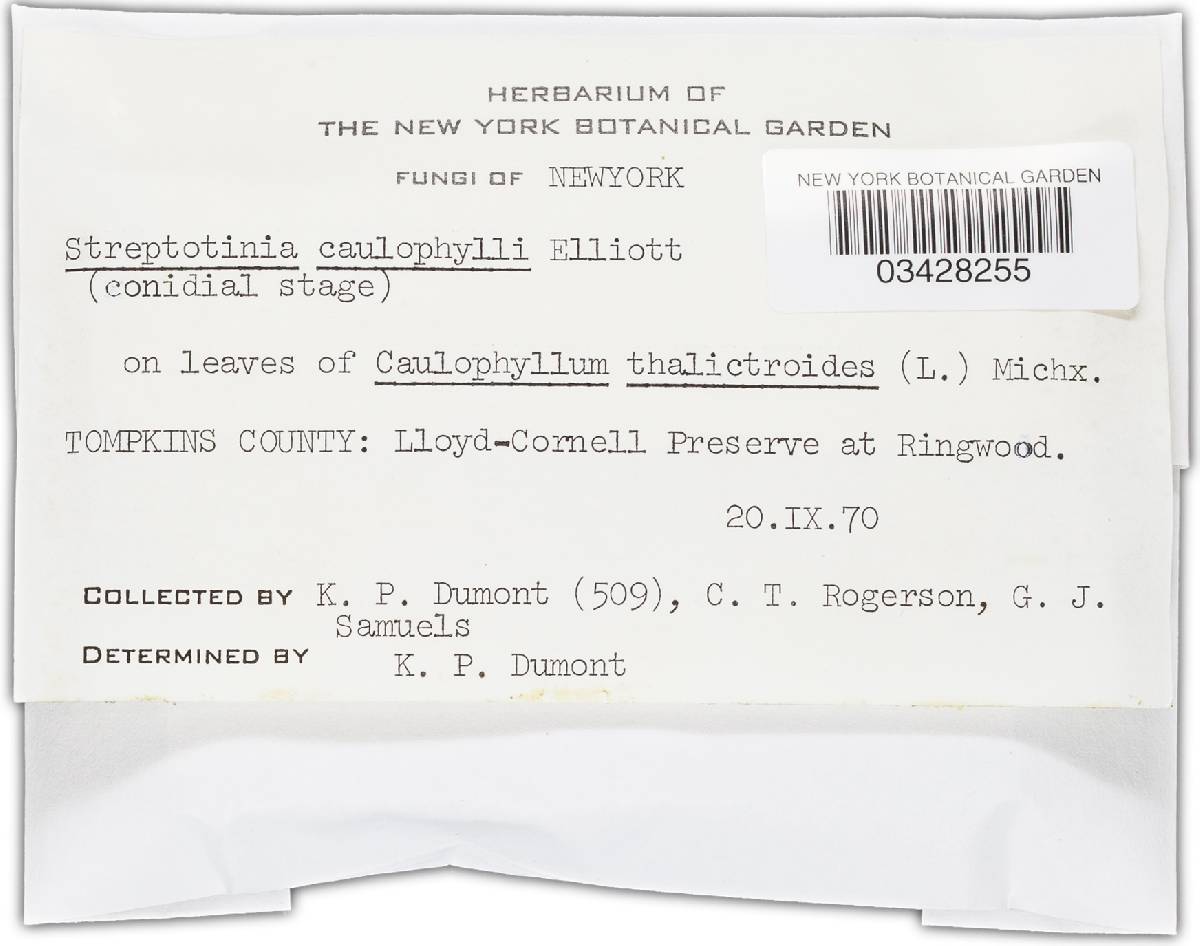 HERBARIUM OF
THE NEW YORK BOTANICAL GARDEN
FUNGI OF NEWYORK
NEW YORK BOTANICAL GARDEN
03428255
Streptotinia caulophylli Elliott
(conidial stage)
on leaves of Caulophyllum thalictroides (L.) Michx.
TOMPKINS COUNTY: Lloyd-Cornell Preserve at Ringwood.
20.IX.70
COLLECTED BY K. P. Dumont (509), C. T. Rogerson, G. J.
Samuels
DETERMINED BY K. P. Dumont